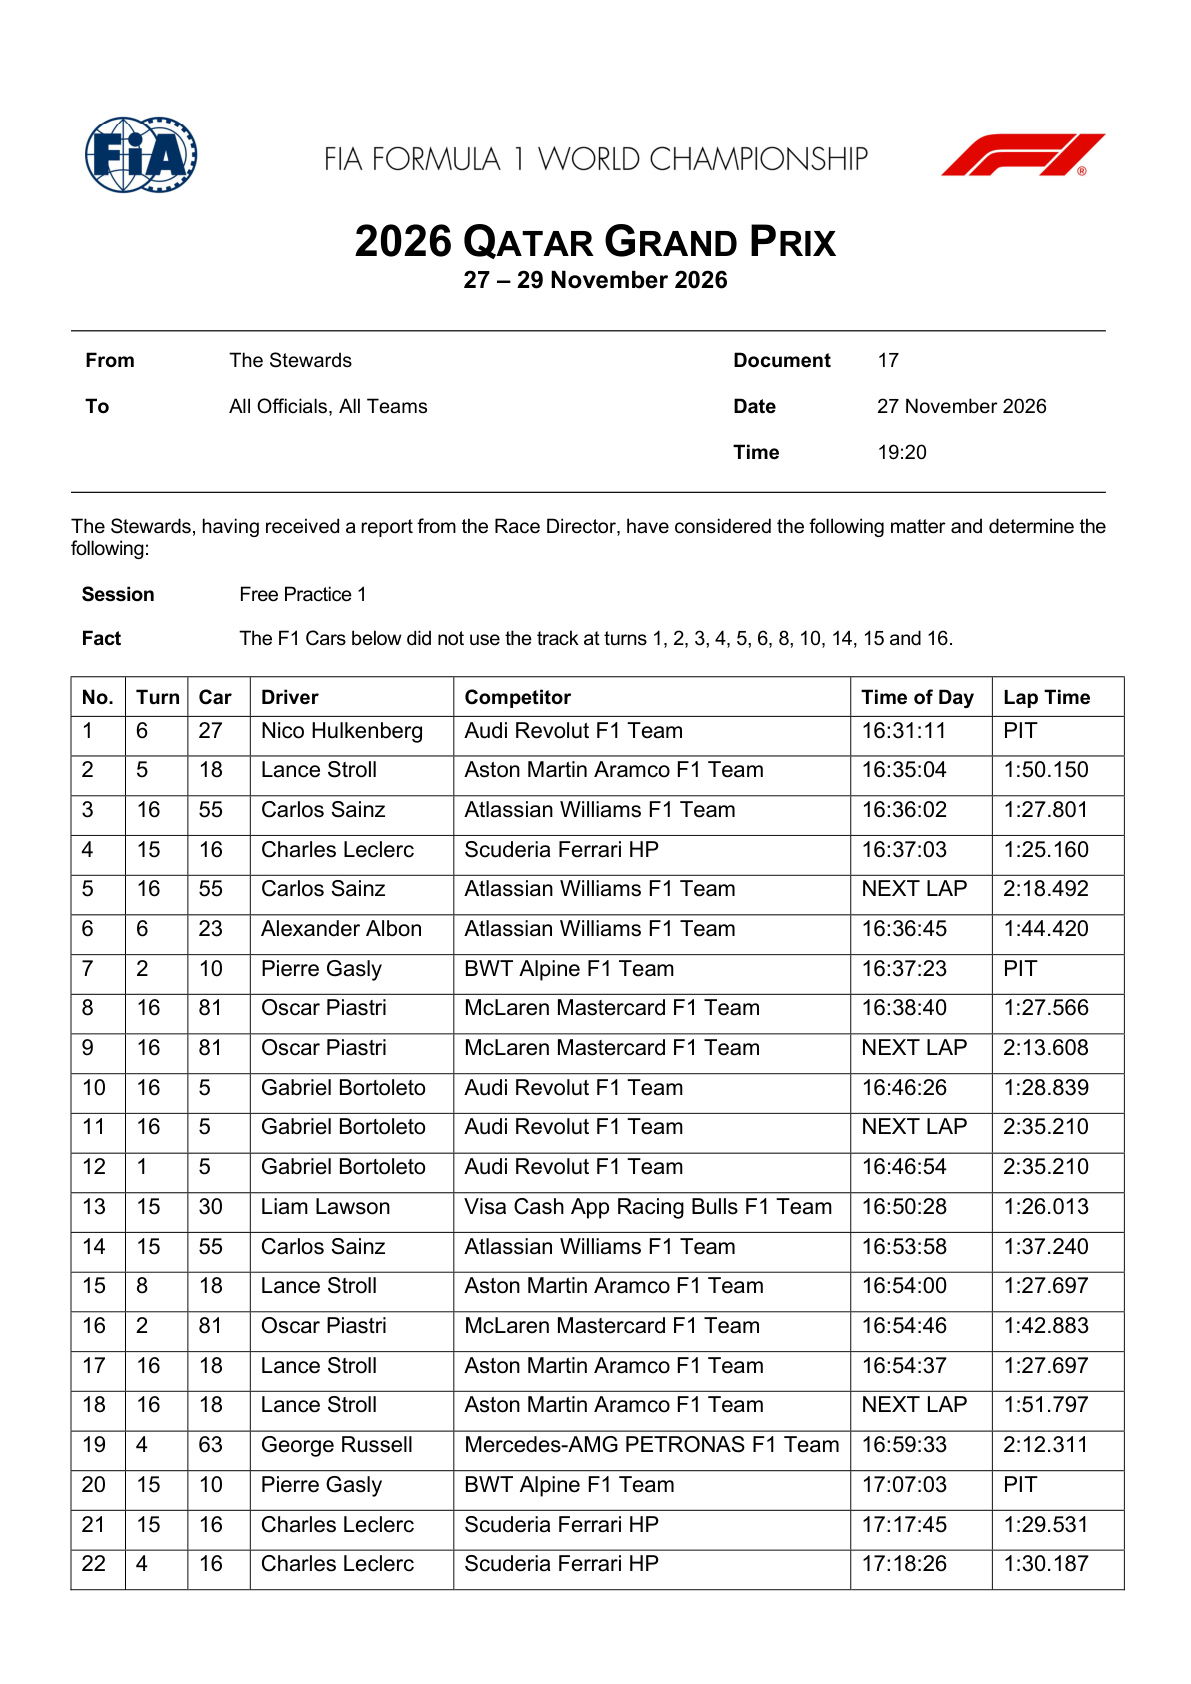 FIA
FIA FORMULA 1 WORLD CHAMPIONSHIP
F1®
2026 QATAR GRAND PRIX
27 – 29 November 2026
From The Stewards Document 17
To All Officials, All Teams Date 27 November 2026
Time 19:20
The Stewards, having received a report from the Race Director, have considered the following matter and determine the
following:
Session Free Practice 1
Fact The F1 Cars below did not use the track at turns 1, 2, 3, 4, 5, 6, 8, 10, 14, 15 and 16.
No. Turn Car Driver Competitor Time of Day Lap Time
1 6 27 Nico Hulkenberg Audi Revolut F1 Team 16:31:11 PIT
2 5 18 Lance Stroll Aston Martin Aramco F1 Team 16:35:04 1:50.150
3 16 55 Carlos Sainz Atlassian Williams F1 Team 16:36:02 1:27.801
4 15 16 Charles Leclerc Scuderia Ferrari HP 16:37:03 1:25.160
5 16 55 Carlos Sainz Atlassian Williams F1 Team NEXT LAP 2:18.492
6 6 23 Alexander Albon Atlassian Williams F1 Team 16:36:45 1:44.420
7 2 10 Pierre Gasly BWT Alpine F1 Team 16:37:23 PIT
8 16 81 Oscar Piastri McLaren Mastercard F1 Team 16:38:40 1:27.566
9 16 81 Oscar Piastri McLaren Mastercard F1 Team NEXT LAP 2:13.608
10 16 5 Gabriel Bortoleto Audi Revolut F1 Team 16:46:26 1:28.839
11 16 5 Gabriel Bortoleto Audi Revolut F1 Team NEXT LAP 2:35.210
12 1 5 Gabriel Bortoleto Audi Revolut F1 Team 16:46:54 2:35.210
13 15 30 Liam Lawson Visa Cash App Racing Bulls F1 Team 16:50:28 1:26.013
14 15 55 Carlos Sainz Atlassian Williams F1 Team 16:53:58 1:37.240
15 8 18 Lance Stroll Aston Martin Aramco F1 Team 16:54:00 1:27.697
16 2 81 Oscar Piastri McLaren Mastercard F1 Team 16:54:46 1:42.883
17 16 18 Lance Stroll Aston Martin Aramco F1 Team 16:54:37 1:27.697
18 16 18 Lance Stroll Aston Martin Aramco F1 Team NEXT LAP 1:51.797
19 4 63 George Russell Mercedes-AMG PETRONAS F1 Team 16:59:33 2:12.311
20 15 10 Pierre Gasly BWT Alpine F1 Team 17:07:03 PIT
21 15 16 Charles Leclerc Scuderia Ferrari HP 17:17:45 1:29.531
22 4 16 Charles Leclerc Scuderia Ferrari HP 17:18:26 1:30.187